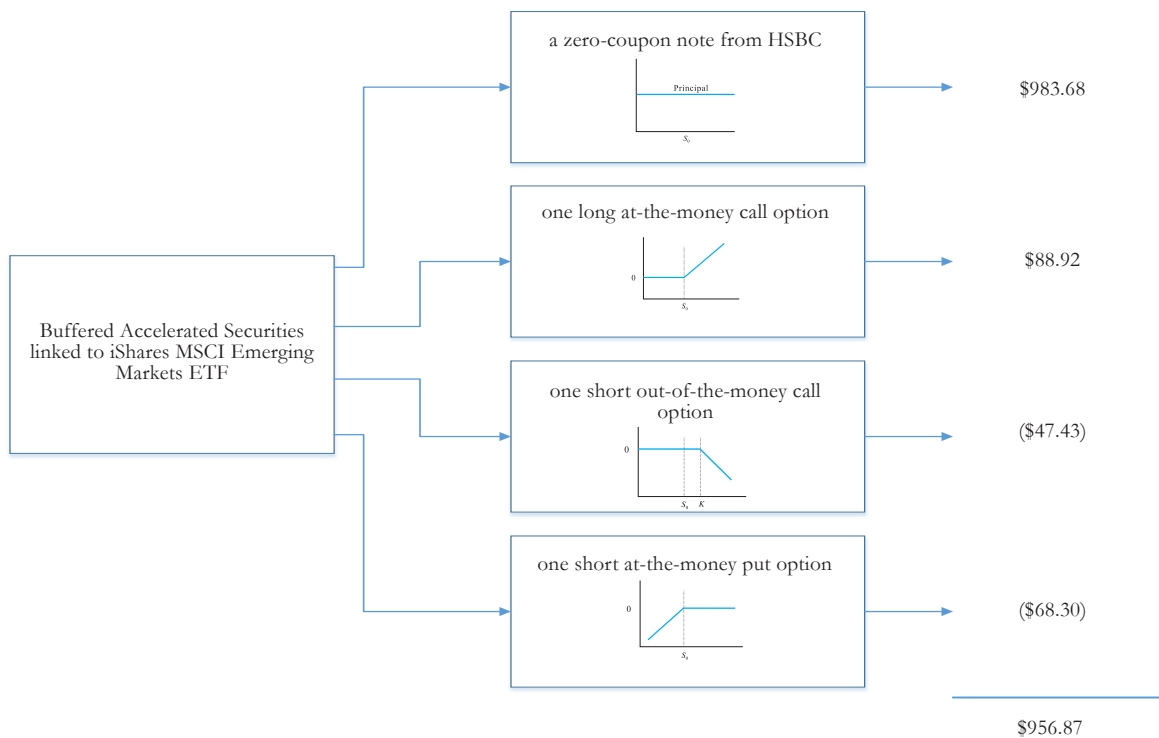 a zero-coupon note from HSBC
Principal
S₀
$983.68
one long at-the-money call option
0
S₀
$88.92
Buffered Accelerated Securities
linked to iShares MSCI Emerging
Markets ETF
one short out-of-the-money call
option
0
S₀ K
($47.43)
one short at-the-money put option
0
S₀
($68.30)
$956.87